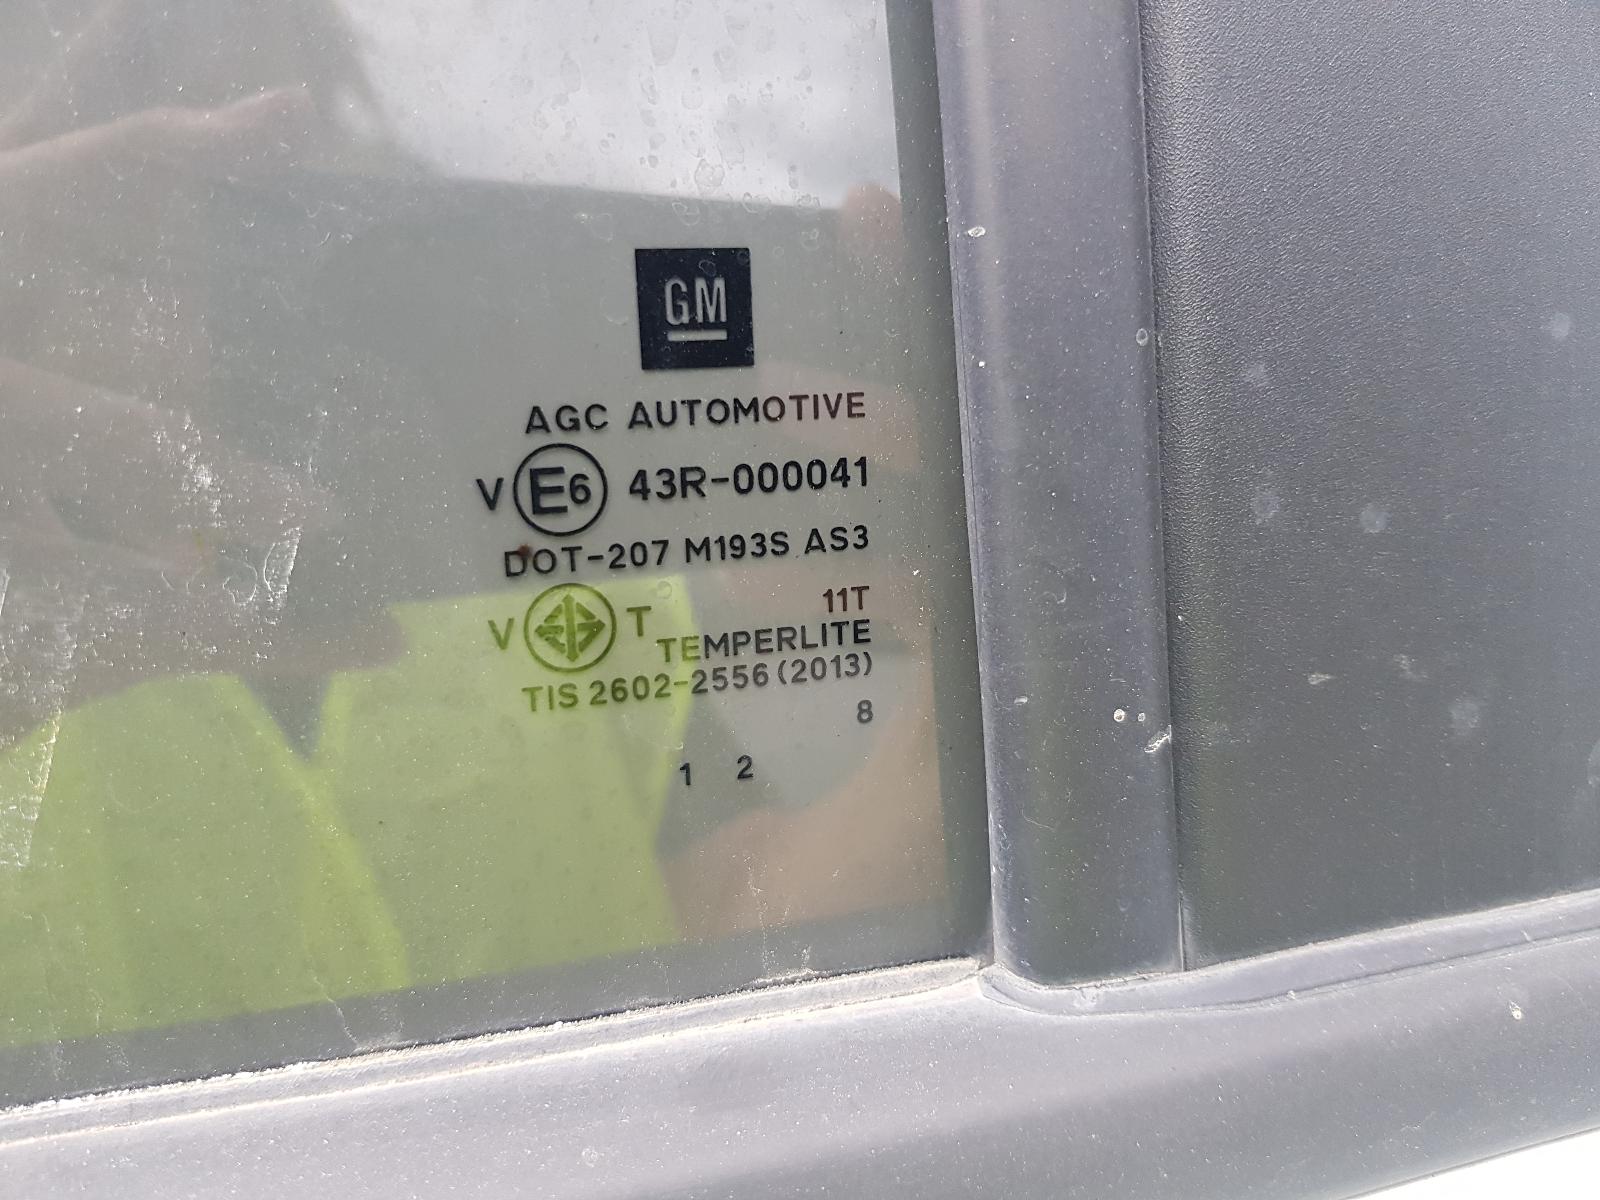 GM
AGC AUTOMOTIVE
V E6 43R-000041
DOT-207 M193S AS3
V T 11T
TEMPERLITE
TIS 2602-2556 (2013)
8
1 2